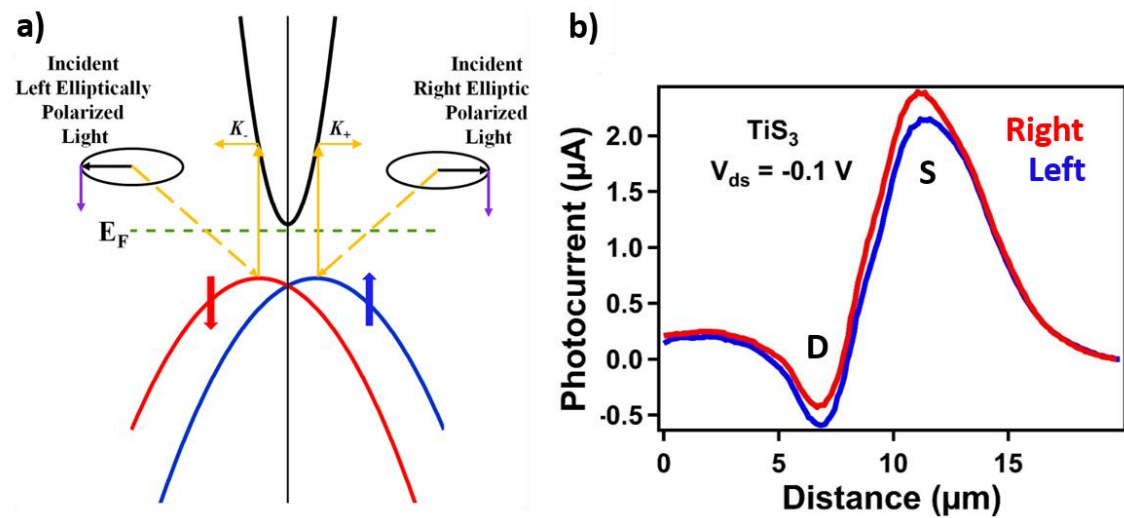 a)
Incident
Left Elliptically
Polarized
Light
Incident
Right Elliptic
Polarized
Light
K-
K+
EF
b)
TiS3
Vds = -0.1 V
Right
Left
S
D
Photocurrent (µA)
2.0
1.5
1.0
0.5
0.0
-0.5
0 5 10 15
Distance (µm)